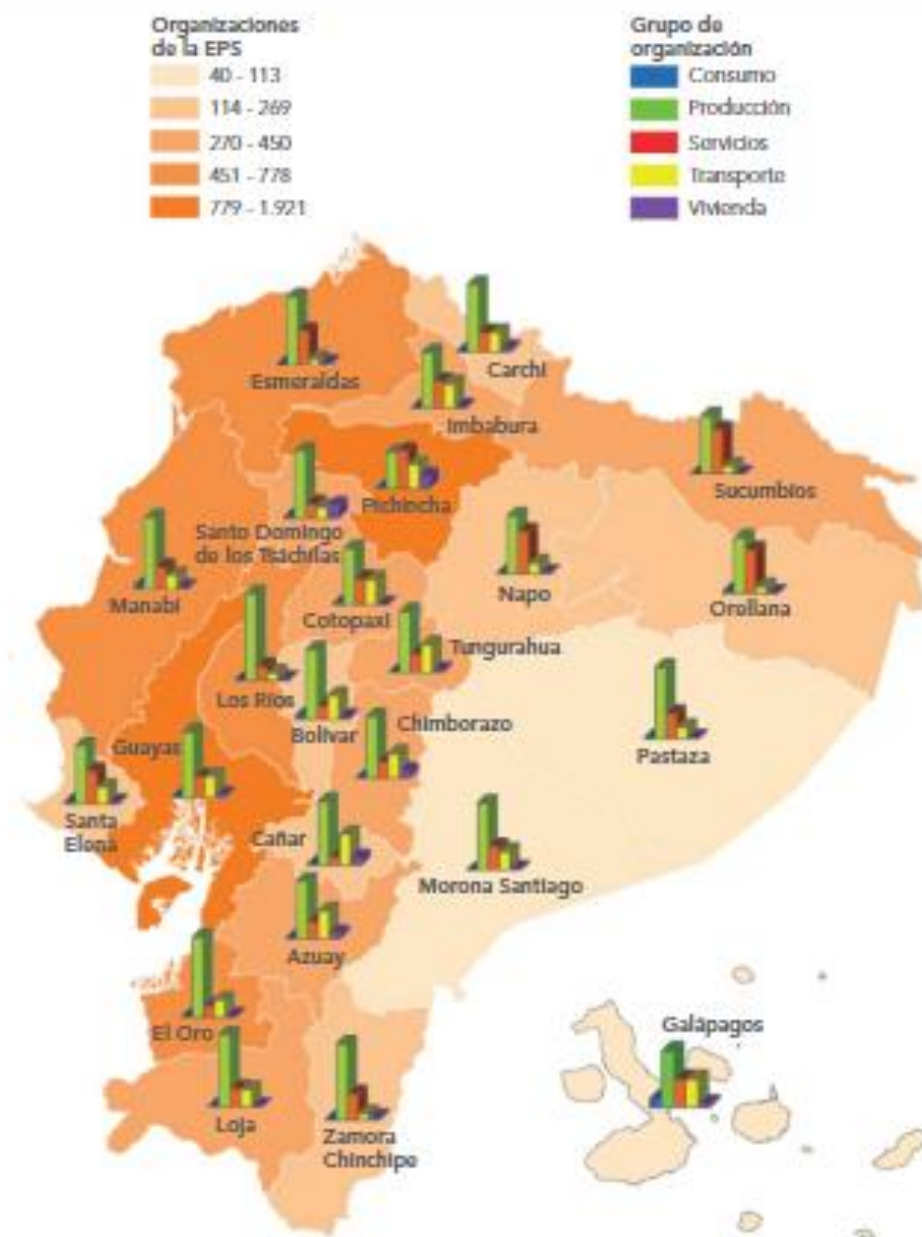 Organizaciones
de la EPS
40 - 113
114 - 269
270 - 450
451 - 778
779 - 1.921
Grupo de
organización
Consumo
Producción
Servicios
Transporte
Vivienda
Esmeraldas
Carchi
Imbabura
Sucumbíos
Pichincha
Santo Domingo
de los Tsáchilas
Manabí
Cotopaxi
Napo
Orellana
Tungurahua
Los Ríos
Bolívar
Chimborazo
Pastaza
Guayas
Santa
Elena
Cañar
Morona Santiago
Azuay
El Oro
Galápagos
Loja
Zamora
Chinchipe